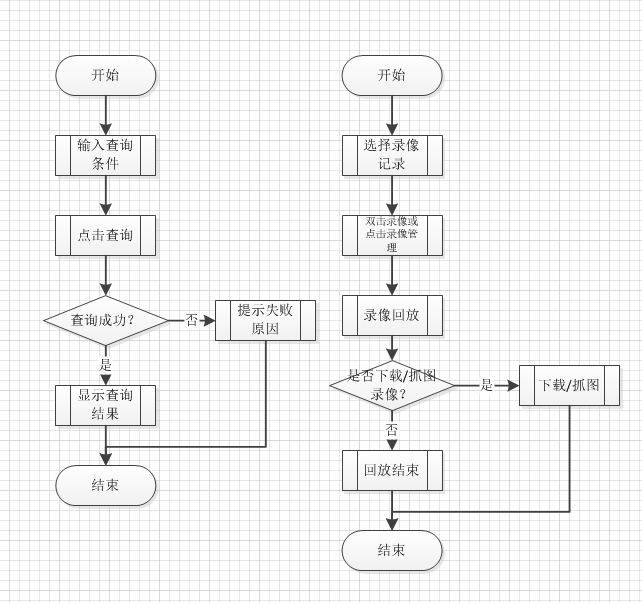 开始
输入查询
条件
点击查询
查询成功?
否
提示失败
原因
是
显示查询
结果
结束
开始
选择录像
记录
双击录像或
点击录像管
理
录像回放
是否下载/抓图
录像?
是
下载/抓图
否
回放结束
结束